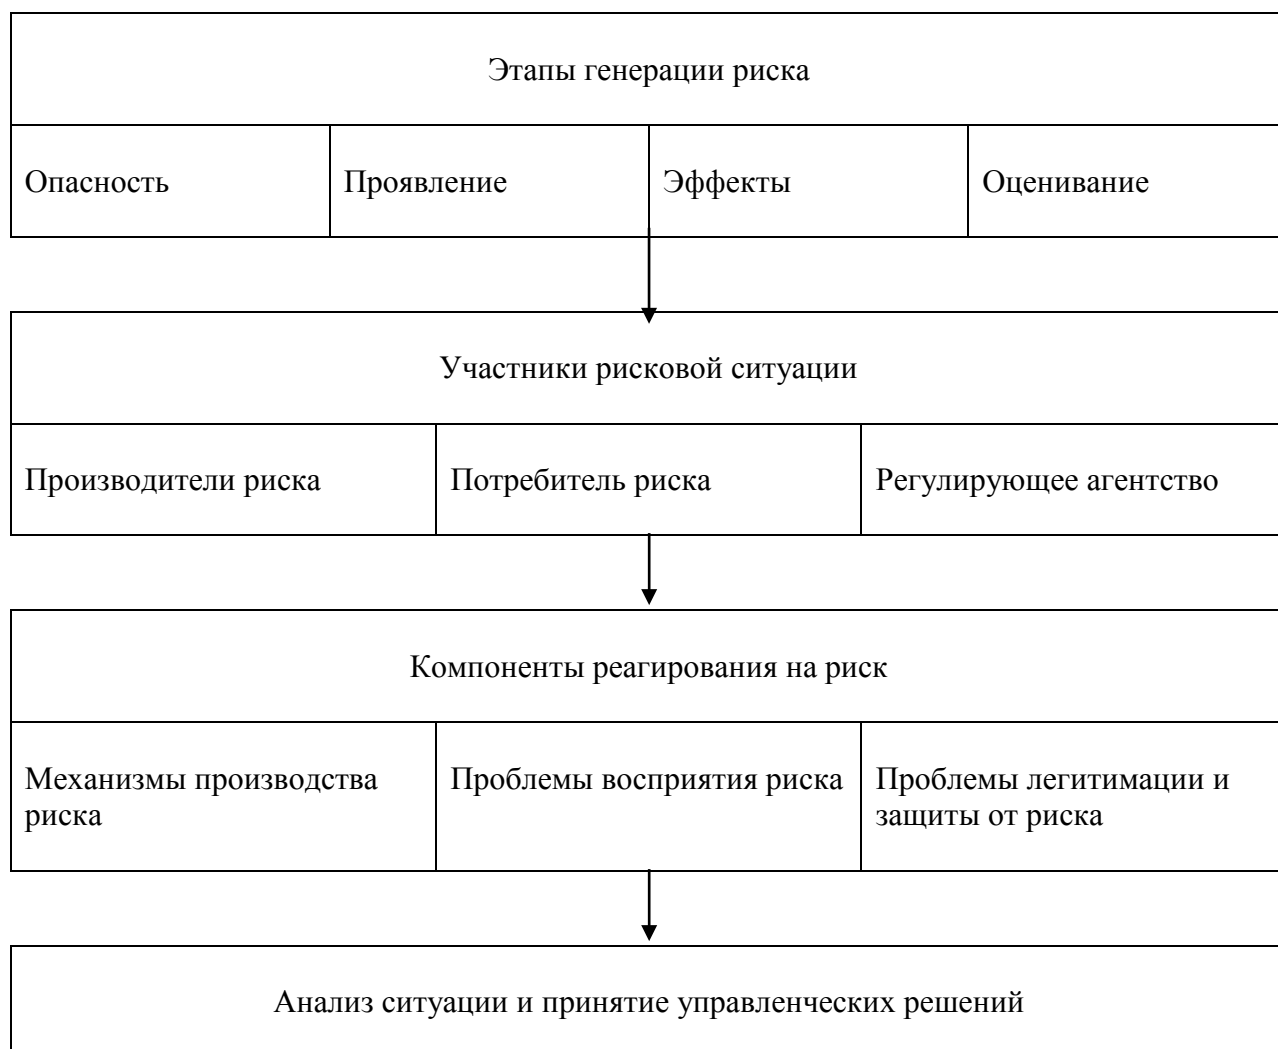 Этапы генерации риска
Опасность
Проявление
Эффекты
Оценивание
Участники рисковой ситуации
Производители риска
Потребитель риска
Регулирующее агентство
Компоненты реагирования на риск
Механизмы производства
риска
Проблемы восприятия риска
Проблемы легитимации и
защиты от риска
Анализ ситуации и принятие управленческих решений